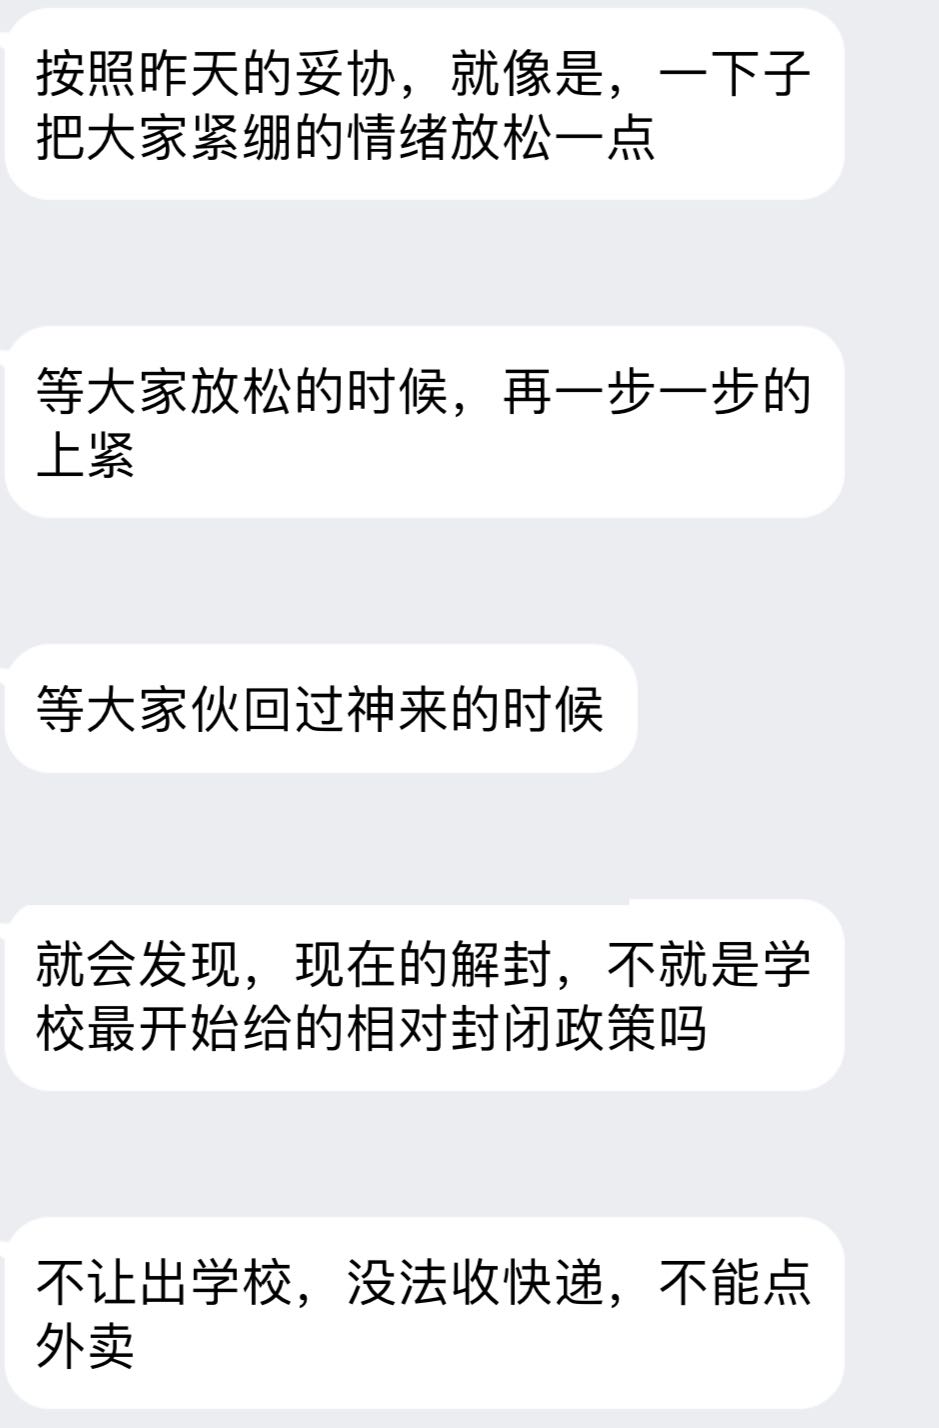 按照昨天的妥协，就像是，一下子
把大家紧绷的情绪放松一点
等大家放松的时候，再一步一步的
上紧
等大家伙回过神来的时候
就会发现，现在的解封，不就是学
校最开始给的相对封闭政策吗
不让出学校，没法收快递，不能点
外卖